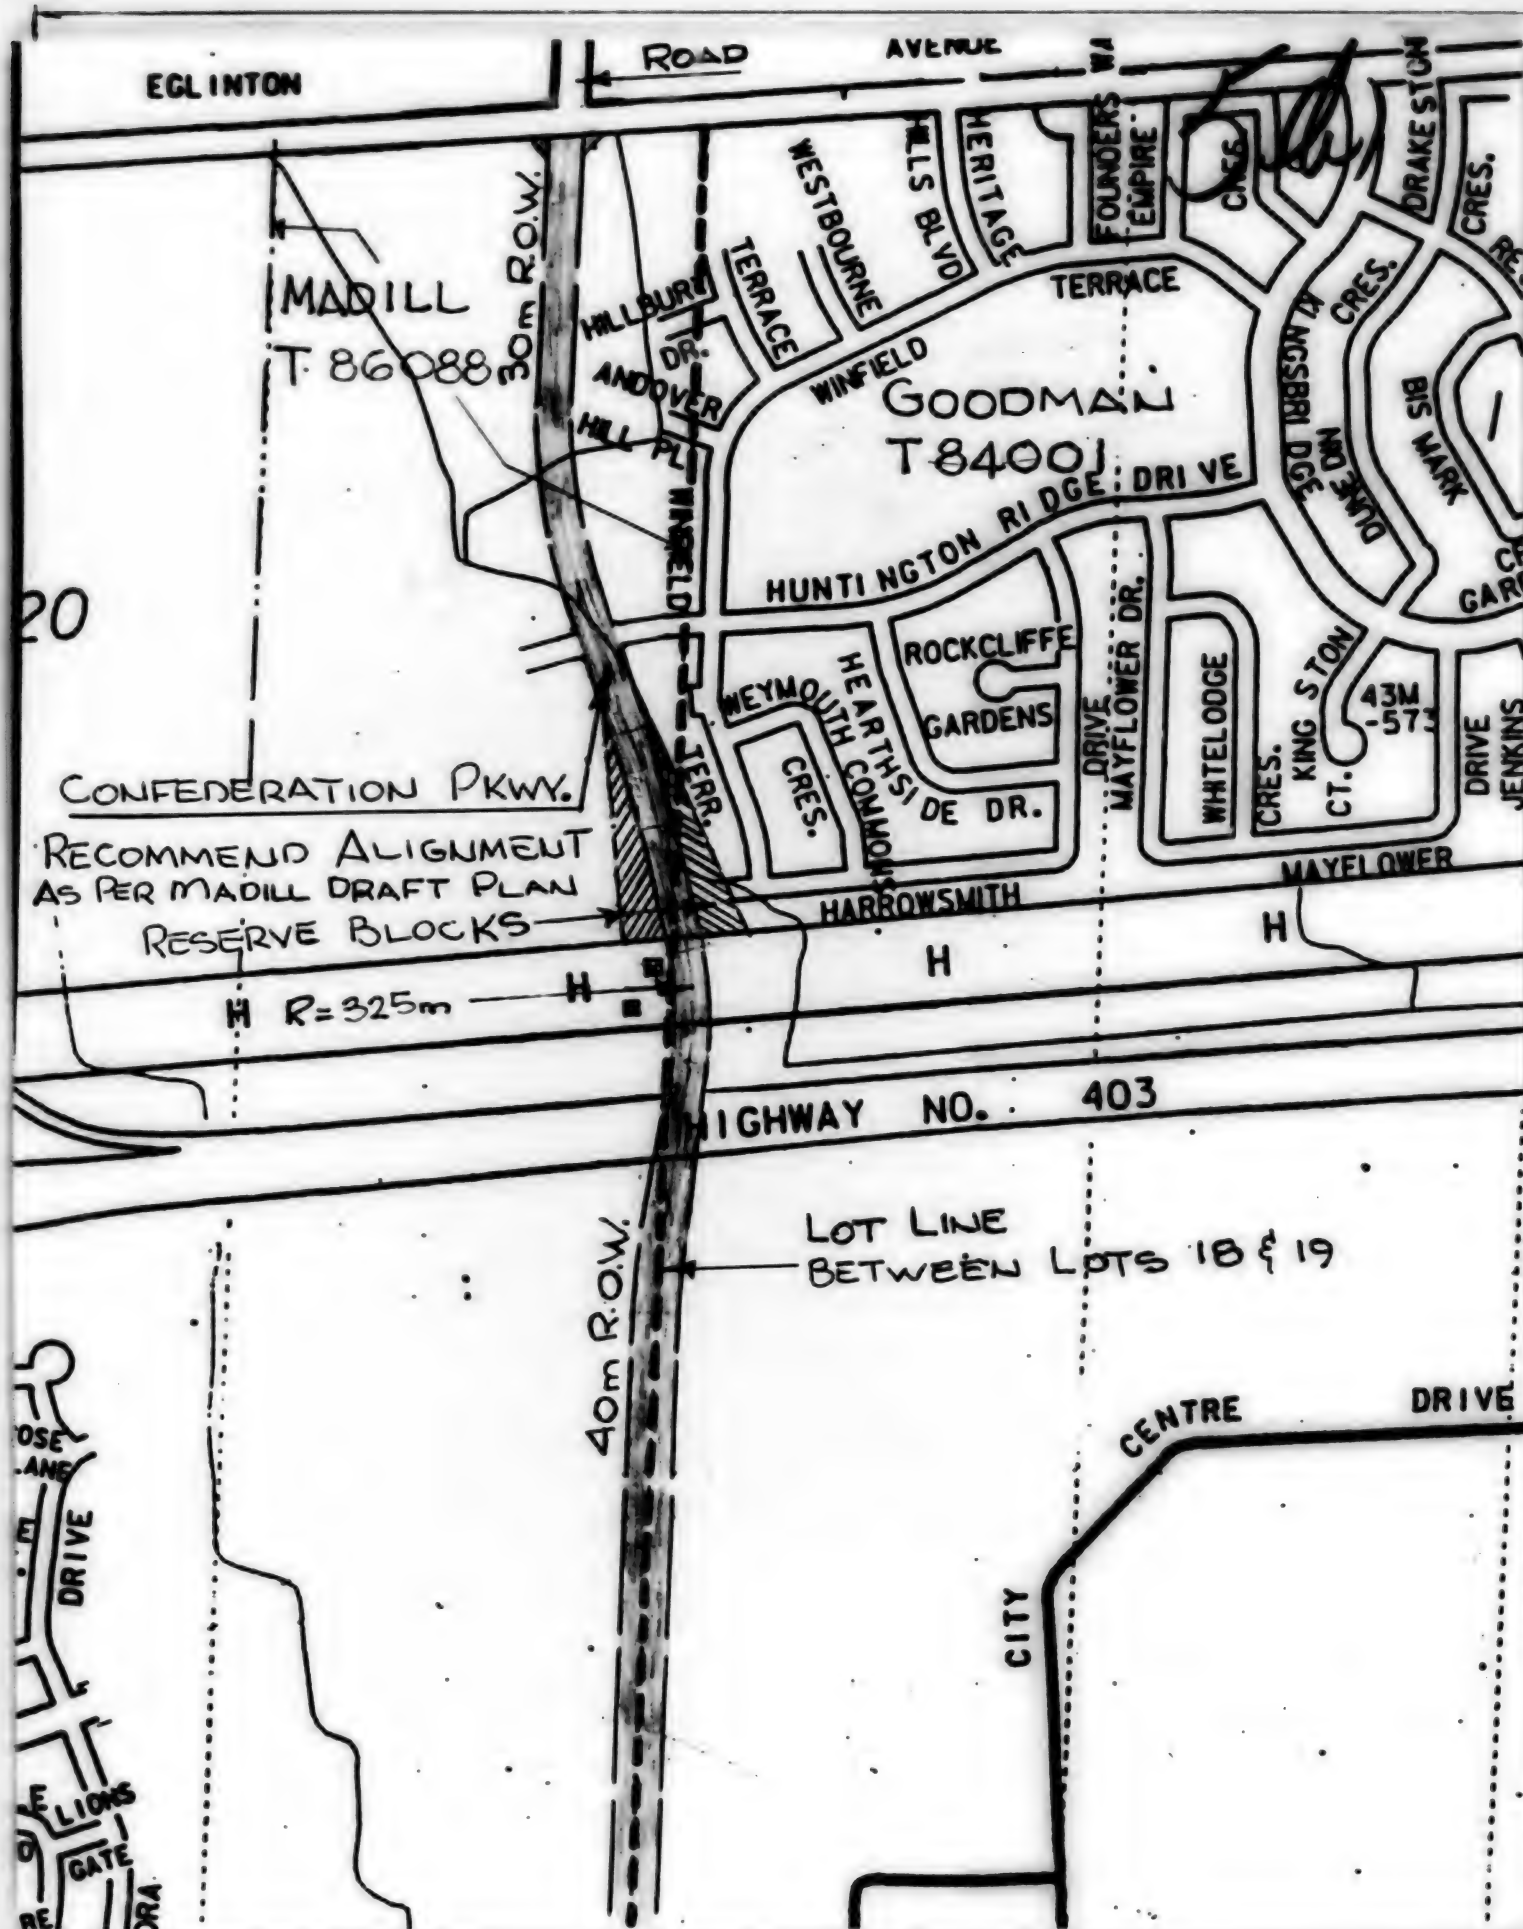 ROAD
AVENUE
EGLINTON
30m R.O.W.
MADILL
T 86088
HILLBURY
DR.
ANDOVER
HILL PL
TERRACE
WESTBOURNE
HILLS BLVD
HERITAGE
FOUNDERS
EMPIRE
CRES.
DRAKESTON
CRES.
TERRACE
WINFIELD
GOODMAN
T 84001
KINGSBRIDGE
CRES.
BISMARK
HUNTINGTON RIDGE DRIVE
WINFIELD
TERR.
20
ROCKCLIFFE
GARDENS
HEARTHSIDE DR.
WEYMOUTH COMMONS
CRES.
DRIVE
MAYFLOWER DR.
WHITELODGE
CRES.
KINGSTON
CT.
43M
DRIVE
JENKINS
CONFEDERATION PKWY.
RECOMMEND ALIGNMENT
AS PER MADILL DRAFT PLAN
RESERVE BLOCKS
HARROWSMITH
MAYFLOWER
H
H
H
H
R=325m
HIGHWAY NO. 403
LOT LINE
BETWEEN LOTS 18 & 19
40m R.O.W.
CENTRE DRIVE
CITY
OSE
LANE
DRIVE
LIONS
GATE